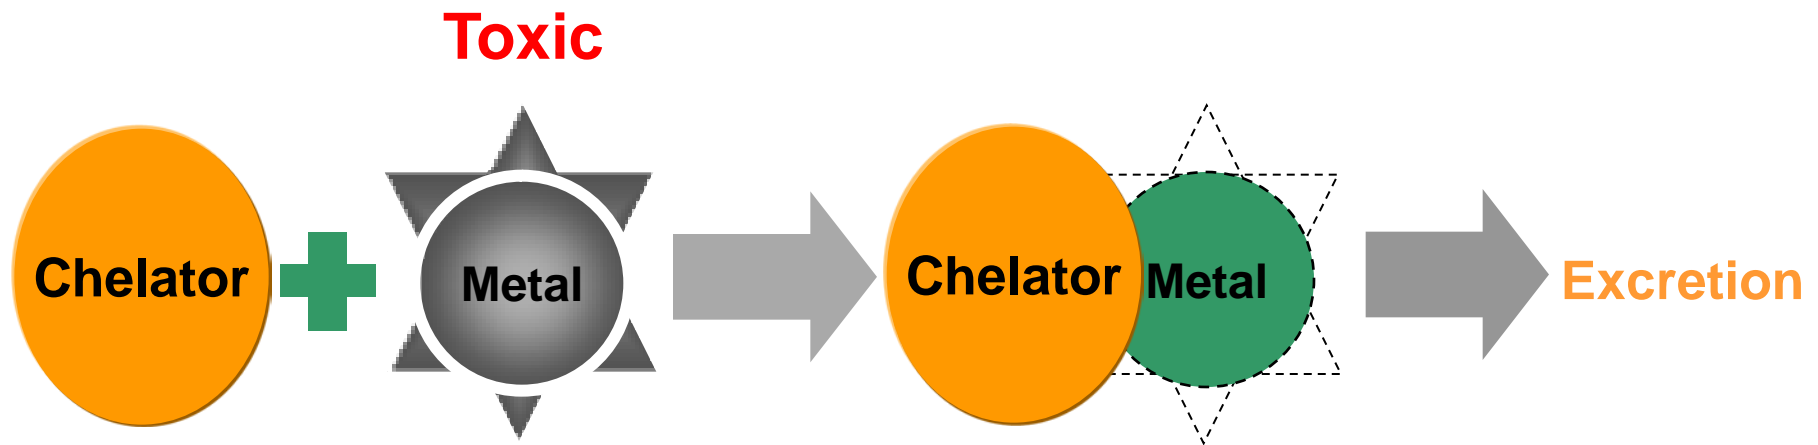 Toxic
Chelator
Metal
Chelator
Metal
Excretion